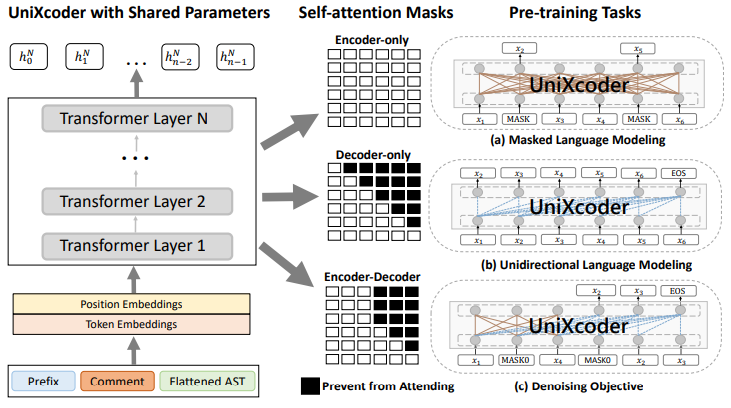 UniXcoder with Shared Parameters
Self-attention Masks
Pre-training Tasks
h_0^N h_1^N ... h_{n-2}^N h_{n-1}^N
Transformer Layer N
...
Transformer Layer 2
Transformer Layer 1
Position Embeddings
Token Embeddings
Prefix Comment Flattened AST
Encoder-only
Decoder-only
Encoder-Decoder
Prevent from Attending
x_2 x_5
UniXcoder
x_1 MASK x_3 x_4 MASK x_6
(a) Masked Language Modeling
x_2 x_3 x_4 x_5 x_6 EOS
UniXcoder
x_1 x_2 x_3 x_4 x_5 x_6
(b) Unidirectional Language Modeling
x_2 x_3 EOS
UniXcoder
x_1 MASK0 x_4 MASK0 x_2 x_3
(c) Denoising Objective